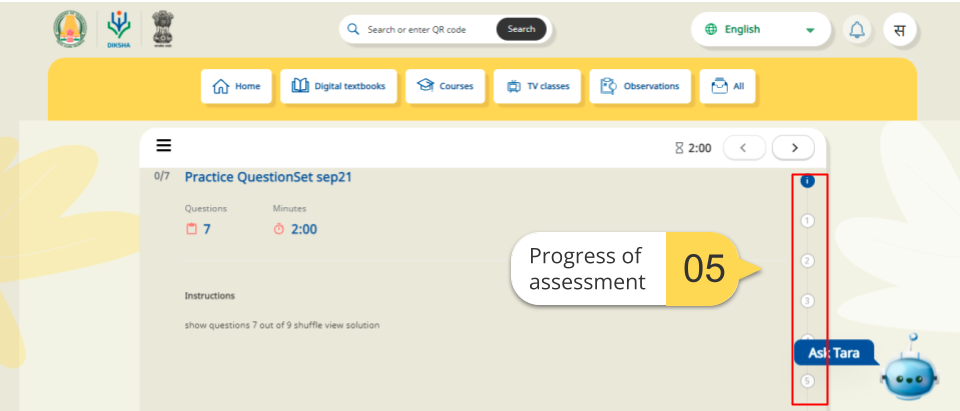 DIKSHA
Search or enter QR code
Search
English
स
Home
Digital textbooks
Courses
TV classes
Observations
All
2:00
<
>
0/7 Practice QuestionSet sep21
i
Questions Minutes
7 2:00
1
2
3
5
Progress of
assessment
05
Instructions
show questions 7 out of 9 shuffle view solution
Ask Tara